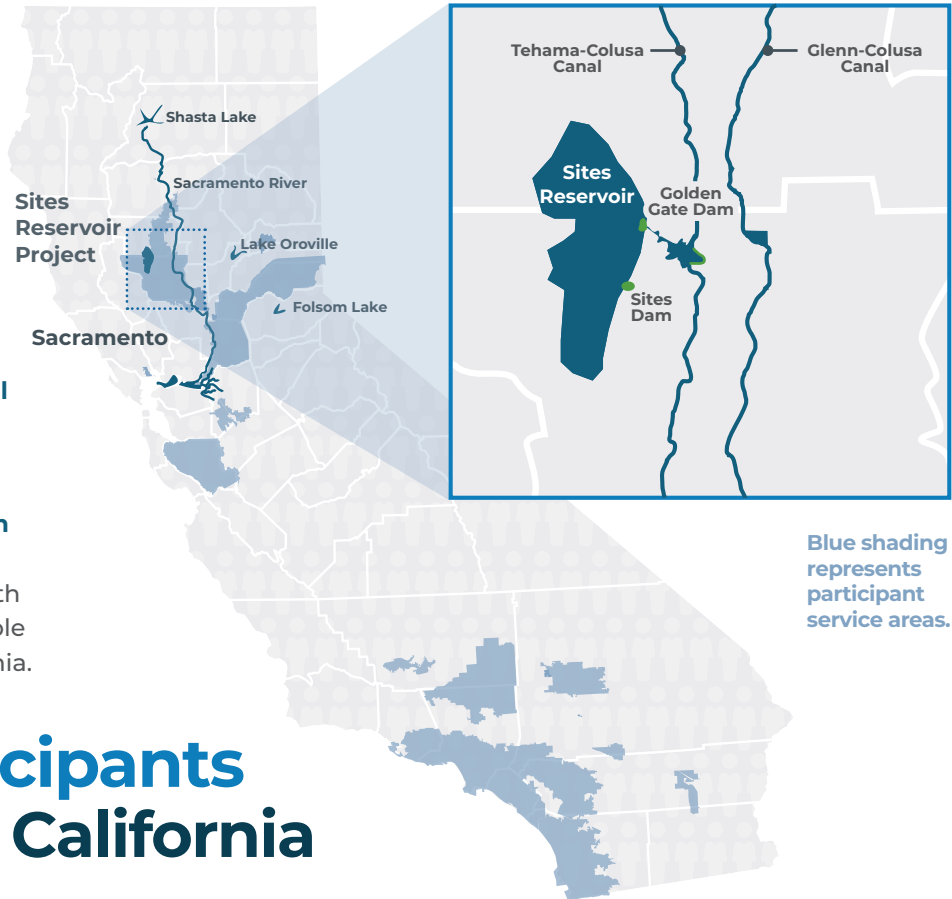 Tehama-Colusa
Canal
Glenn-Colusa
Canal
Shasta Lake
Sites
Reservoir
Golden
Gate Dam
Sacramento River
Sites
Reservoir
Project
Lake Oroville
Sites
Dam
Folsom Lake
Sacramento
l
n
Blue shading
represents
participant
service areas.
th
ple
nia.
cipants
California